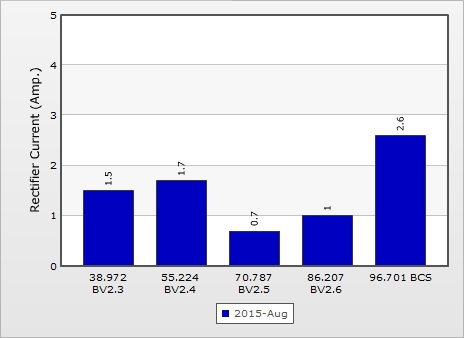 5
4
3
2
1
0
Rectifier Current (Amp.)
1.5
1.7
0.7
1
2.6
38.972
BV2.3
55.224
BV2.4
70.787
BV2.5
86.207
BV2.6
96.701 BCS
2015-Aug